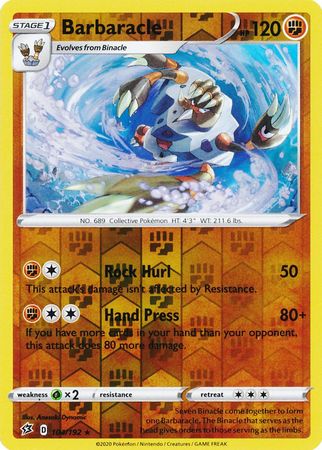 STAGE 1
Barbaracle
HP 120
Evolves from Binacle
NO. 689 Collective Pokémon HT: 4'3" WT: 211.6 lbs.
Rock Hurl 50
This attack's damage isn't affected by Resistance.
Hand Press 80+
If you have more cards in your hand than your opponent,
this attack does 80 more damage.
weakness ×2 resistance retreat
Illus. Anesaki Dynamic
D 104/192 ★
Seven Binacle come together to form
one Barbaracle. The Binacle that serves as the
head gives orders to those serving as the limbs.
©2020 Pokémon / Nintendo / Creatures / GAME FREAK